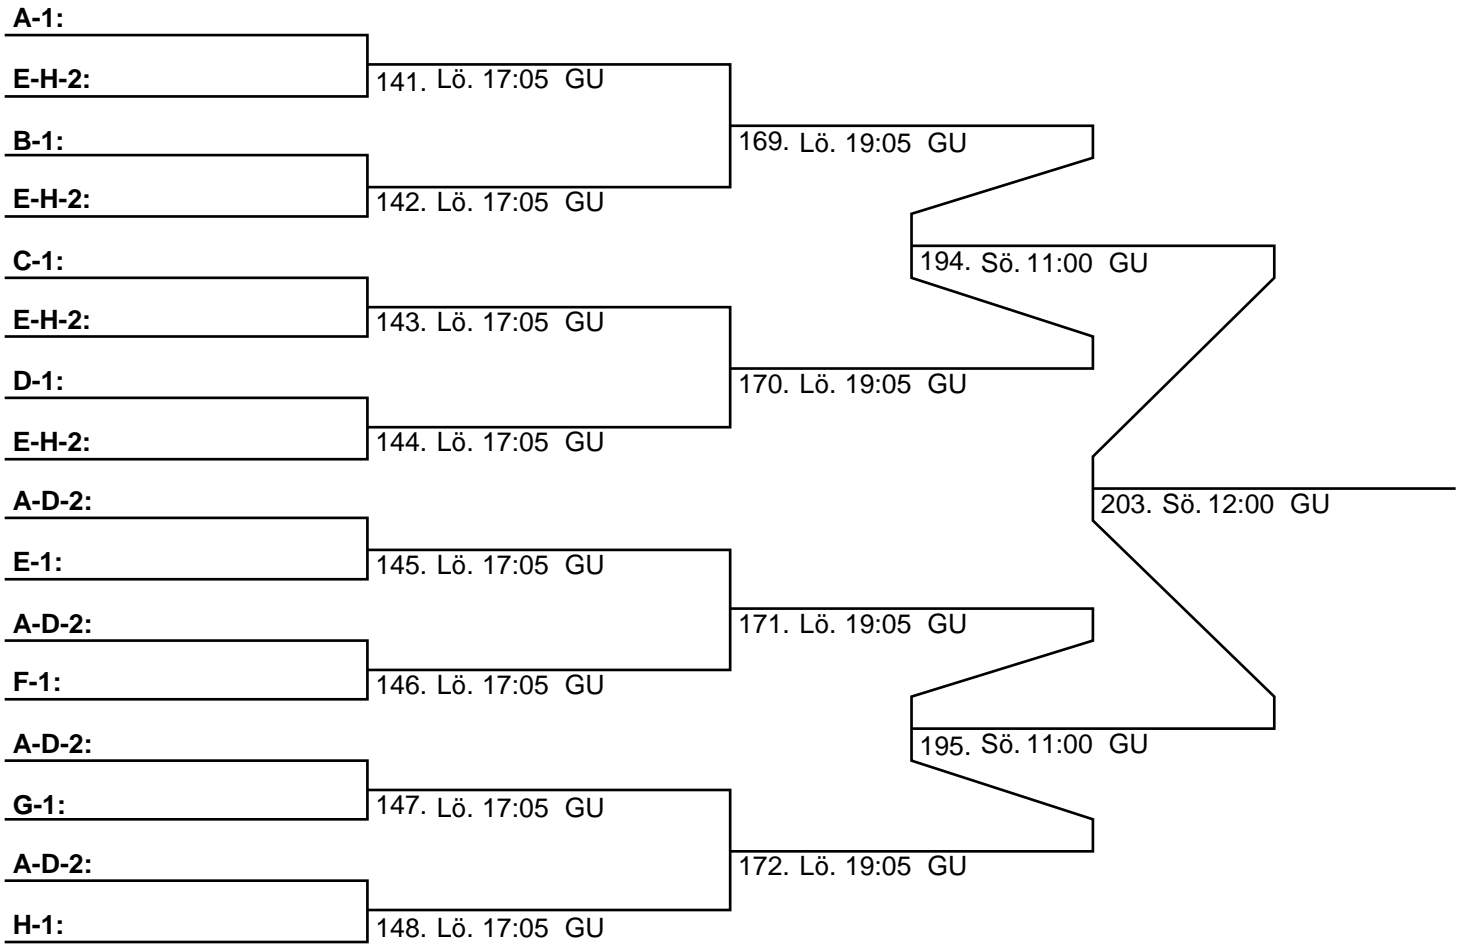 A-1:
E-H-2:
141. Lö. 17:05 GU
B-1:
169. Lö. 19:05 GU
E-H-2:
142. Lö. 17:05 GU
C-1:
194. Sö. 11:00 GU
E-H-2:
143. Lö. 17:05 GU
D-1:
170. Lö. 19:05 GU
E-H-2:
144. Lö. 17:05 GU
A-D-2:
203. Sö. 12:00 GU
E-1:
145. Lö. 17:05 GU
A-D-2:
171. Lö. 19:05 GU
F-1:
146. Lö. 17:05 GU
A-D-2:
195. Sö. 11:00 GU
G-1:
147. Lö. 17:05 GU
A-D-2:
172. Lö. 19:05 GU
H-1:
148. Lö. 17:05 GU